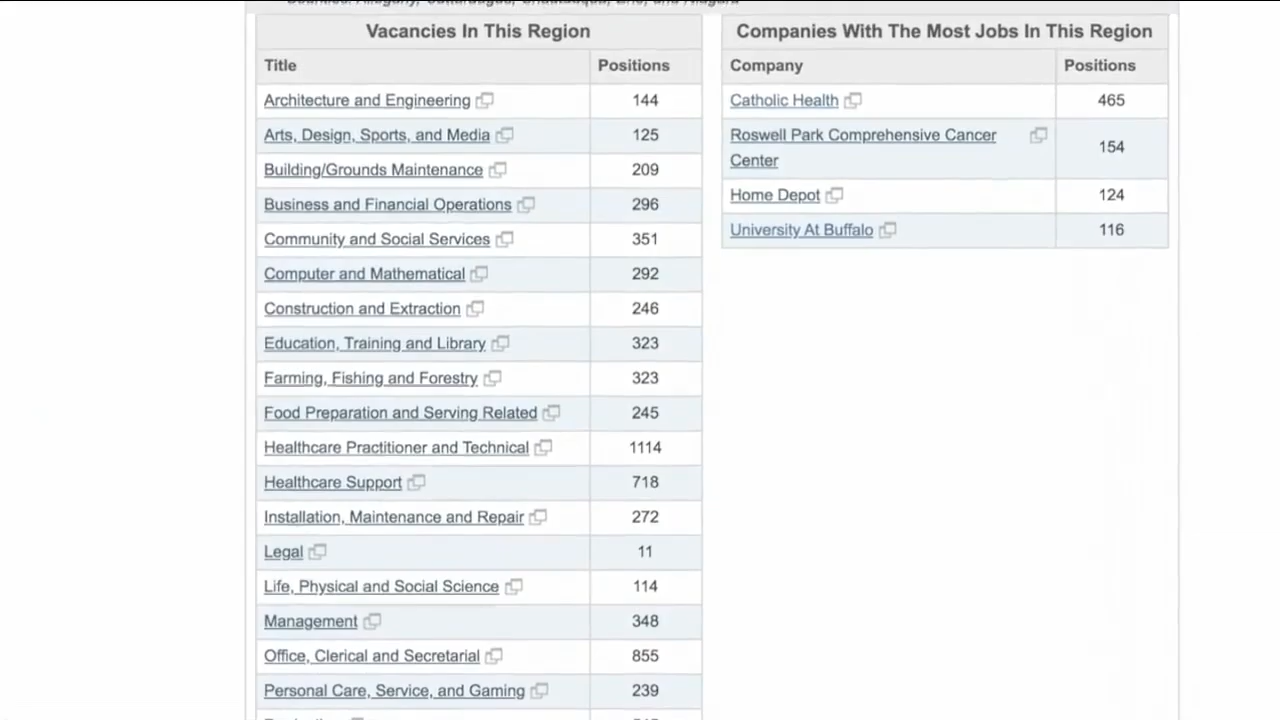 Vacancies In This Region
Title Positions
Architecture and Engineering 144
Arts, Design, Sports, and Media 125
Building/Grounds Maintenance 209
Business and Financial Operations 296
Community and Social Services 351
Computer and Mathematical 292
Construction and Extraction 246
Education, Training and Library 323
Farming, Fishing and Forestry 323
Food Preparation and Serving Related 245
Healthcare Practitioner and Technical 1114
Healthcare Support 718
Installation, Maintenance and Repair 272
Legal 11
Life, Physical and Social Science 114
Management 348
Office, Clerical and Secretarial 855
Personal Care, Service, and Gaming 239
Companies With The Most Jobs In This Region
Company Positions
Catholic Health 465
Roswell Park Comprehensive Cancer
Center 154
Home Depot 124
University At Buffalo 116